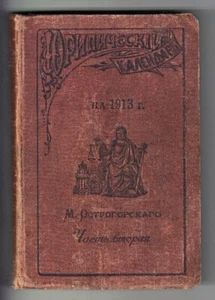 Юридическій
календарь
на 1913 г.
М. Острогорскаго
Часть вторая